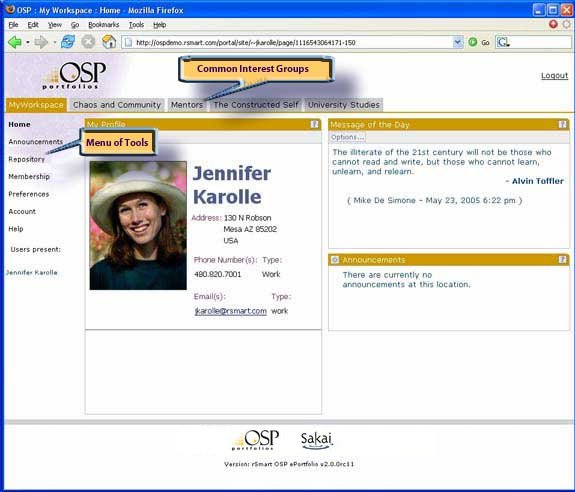 OSP : My Workspace : Home - Mozilla Firefox
File Edit View Go Bookmarks Tools Help
http://ospdemo.rsmart.com/portal/site/~jkarolle/page/1116543064171-150
Go
G
OSP
portfolios
Common Interest Groups
Logout
MyWorkspace Chaos and Community Mentors The Constructed Self University Studies
Home
Announcements
Menu of Tools
Repository
Membership
Preferences
Account
Help
Users present:
Jennifer Karolle
My Profile ?
Jennifer
Karolle
Address: 130 N Robson
Mesa AZ 85202
USA
Phone Number(s): Type:
480.820.7001 Work
Email(s): Type:
jkarolle@rsmart.com work
Message of the Day ?
Options...
The illiterate of the 21st century will not be those who
cannot read and write, but those who cannot learn,
unlearn, and relearn.
- Alvin Toffler
( Mike De Simone - May 23, 2005 6:22 pm )
Announcements ?
There are currently no
announcements at this location.
OSP
portfolios
Sakai
Version: rSmart OSP ePortfolio v2.0.0rc11